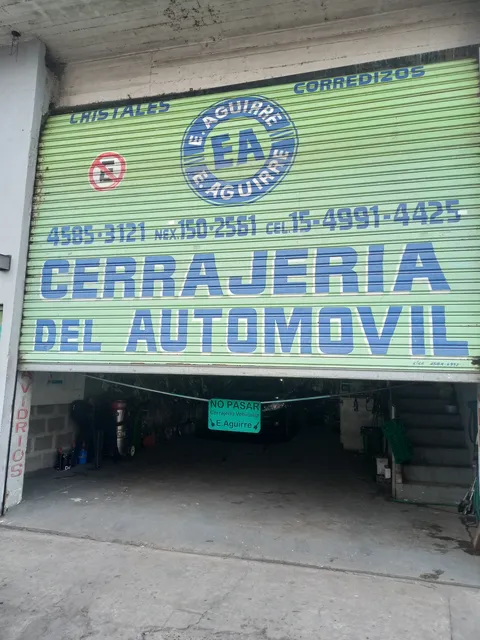 CRISTALES CORREDIZOS
E. AGUIRRE
EA
E. AGUIRRE
E
4585-3121 NEX.150-2561 CEL.15-4991-4425
CERRAJERIA
DEL AUTOMOVIL
VIDRIOS
NO PASAR
E Aguirre